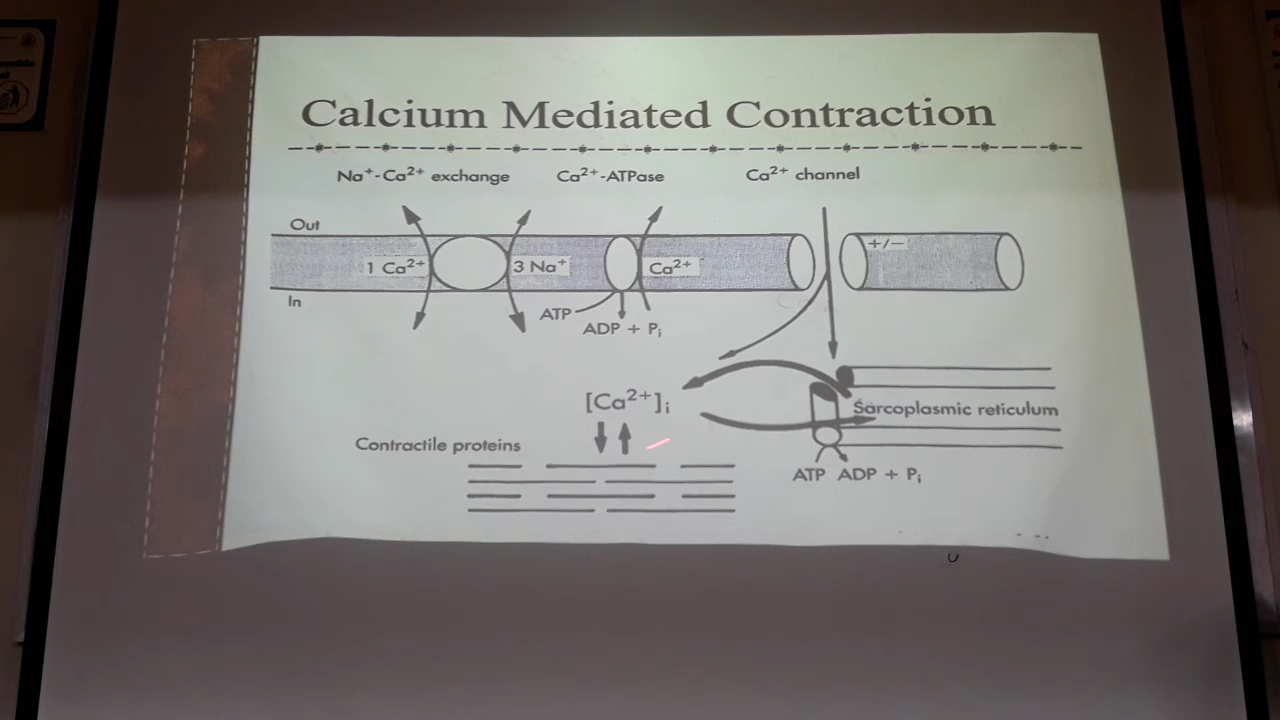 Calcium Mediated Contraction
Na⁺-Ca²⁺ exchange
Ca²⁺-ATPase
Ca²⁺ channel
Out
1 Ca²⁺
3 Na⁺
Ca²⁺
+/−
In
ATP
ADP + Pᵢ
[Ca²⁺]ᵢ
Sarcoplasmic reticulum
Contractile proteins
ATP ADP + Pᵢ